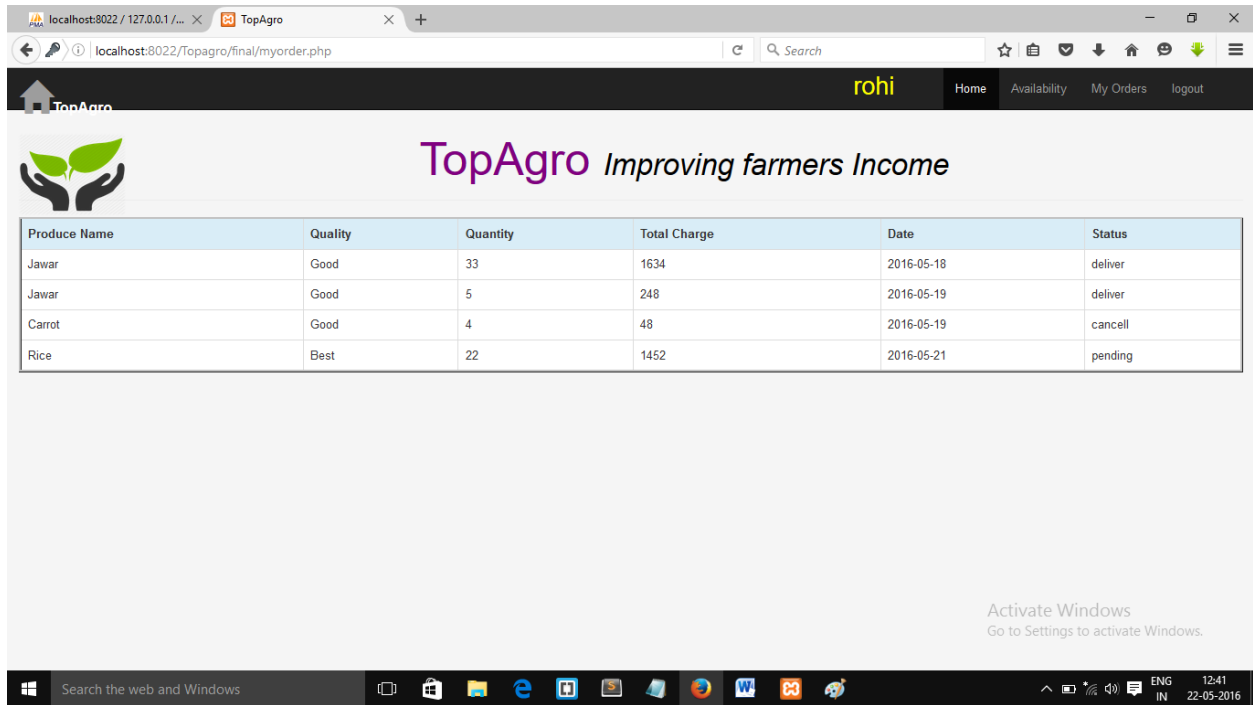 localhost:8022 / 127.0.0.1 /... TopAgro
localhost:8022/Topagro/final/myorder.php Search
TopAgro rohi Home Availability My Orders logout
TopAgro Improving farmers Income
Produce Name Quality Quantity Total Charge Date Status
Jawar Good 33 1634 2016-05-18 deliver
Jawar Good 5 248 2016-05-19 deliver
Carrot Good 4 48 2016-05-19 cancell
Rice Best 22 1452 2016-05-21 pending
Activate Windows
Go to Settings to activate Windows.
Search the web and Windows ENG 12:41
IN 22-05-2016